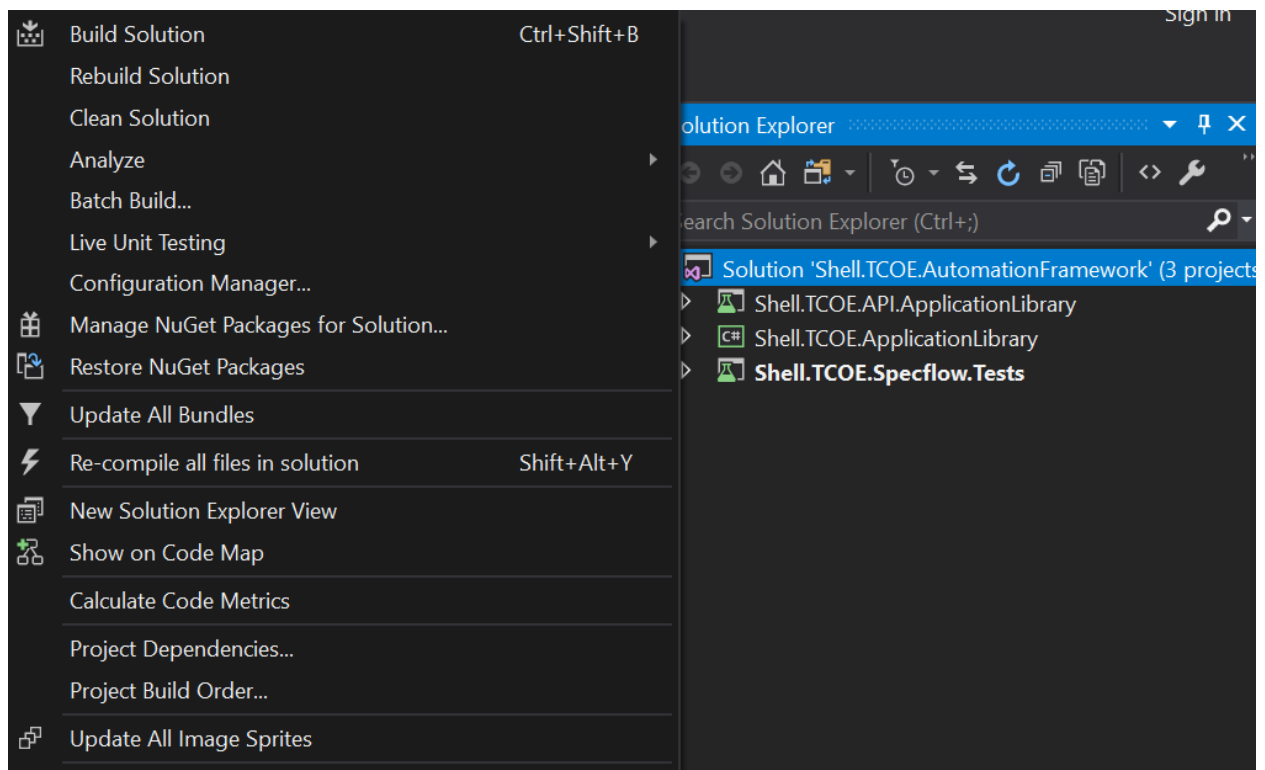 Sign in
Build Solution Ctrl+Shift+B
Rebuild Solution
Clean Solution
Analyze
Batch Build...
Live Unit Testing
Configuration Manager...
Manage NuGet Packages for Solution...
Restore NuGet Packages
Update All Bundles
Re-compile all files in solution Shift+Alt+Y
New Solution Explorer View
Show on Code Map
Calculate Code Metrics
Project Dependencies...
Project Build Order...
Update All Image Sprites
olution Explorer
earch Solution Explorer (Ctrl+;)
Solution 'Shell.TCOE.AutomationFramework' (3 projects
Shell.TCOE.API.ApplicationLibrary
C# Shell.TCOE.ApplicationLibrary
Shell.TCOE.Specflow.Tests